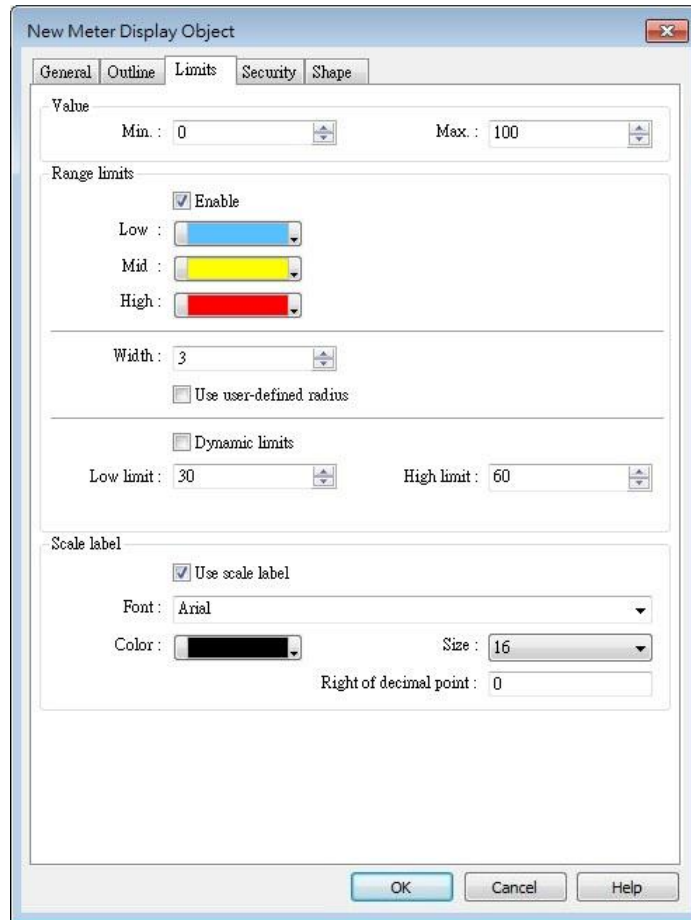 New Meter Display Object
General Outline Limits Security Shape
Value
Min. : 0 Max. : 100
Range limits
Enable
Low :
Mid :
High :
Width : 3
Use user-defined radius
Dynamic limits
Low limit : 30 High limit : 60
Scale label
Use scale label
Font : Arial
Color : Size : 16
Right of decimal point : 0
OK Cancel Help